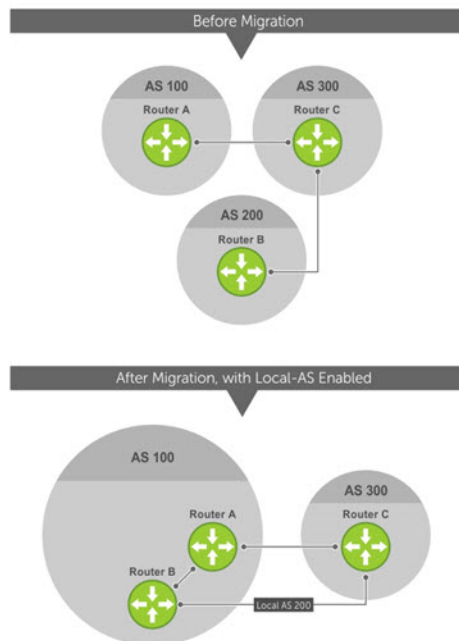 Before Migration
AS 100
AS 300
Router A
Router C
AS 200
Router B
After Migration, with Local-AS Enabled
AS 100
AS 300
Router A
Router C
Router B
Local AS 200